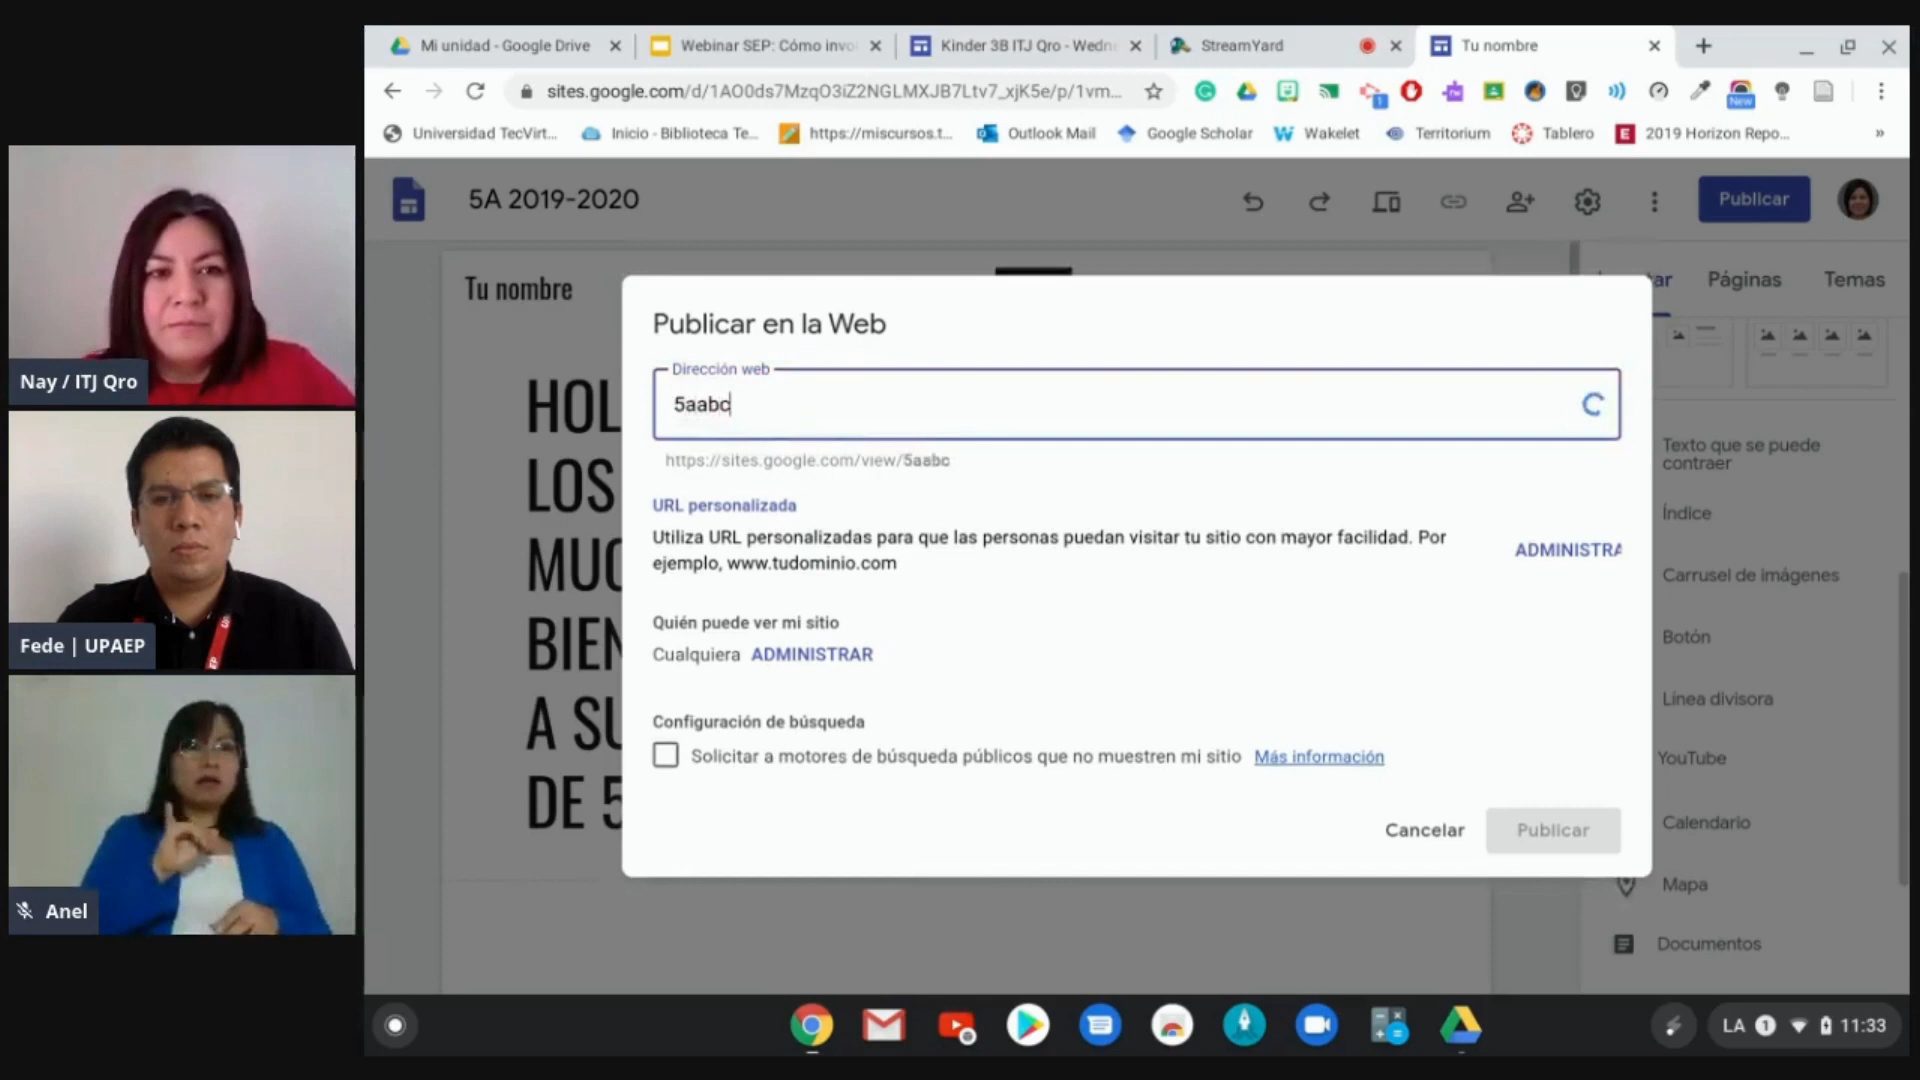 Mi unidad - Google Drive
Webinar SEP: Cómo invo
Kinder 3B ITJ Qro - Wedn
StreamYard
Tu nombre
sites.google.com/d/1AO0ds7MzqO3iZ2NGLMXJB7Ltv7_xjK5e/p/1vm...
New
Universidad TecVirt...
Inicio - Biblioteca Te...
https://miscursos.t...
Outlook Mail
Google Scholar
Wakelet
Territorium
Tablero
2019 Horizon Repo...
5A 2019-2020
Publicar
Tu nombre
Páginas
Temas
Publicar en la Web
Dirección web
5aabc
https://sites.google.com/view/5aabc
URL personalizada
Utiliza URL personalizadas para que las personas puedan visitar tu sitio con mayor facilidad. Por
ejemplo, www.tudominio.com
ADMINISTRA
Quién puede ver mi sitio
Cualquiera ADMINISTRAR
Configuración de búsqueda
Solicitar a motores de búsqueda públicos que no muestren mi sitio Más información
Cancelar
Publicar
HOL
LOS
MUC
BIEN
A SU
DE 5
Texto que se puede
contraer
Índice
Carrusel de imágenes
Botón
Línea divisora
YouTube
Calendario
Mapa
Documentos
Nay / ITJ Qro
Fede | UPAEP
Anel
LA 1 11:33